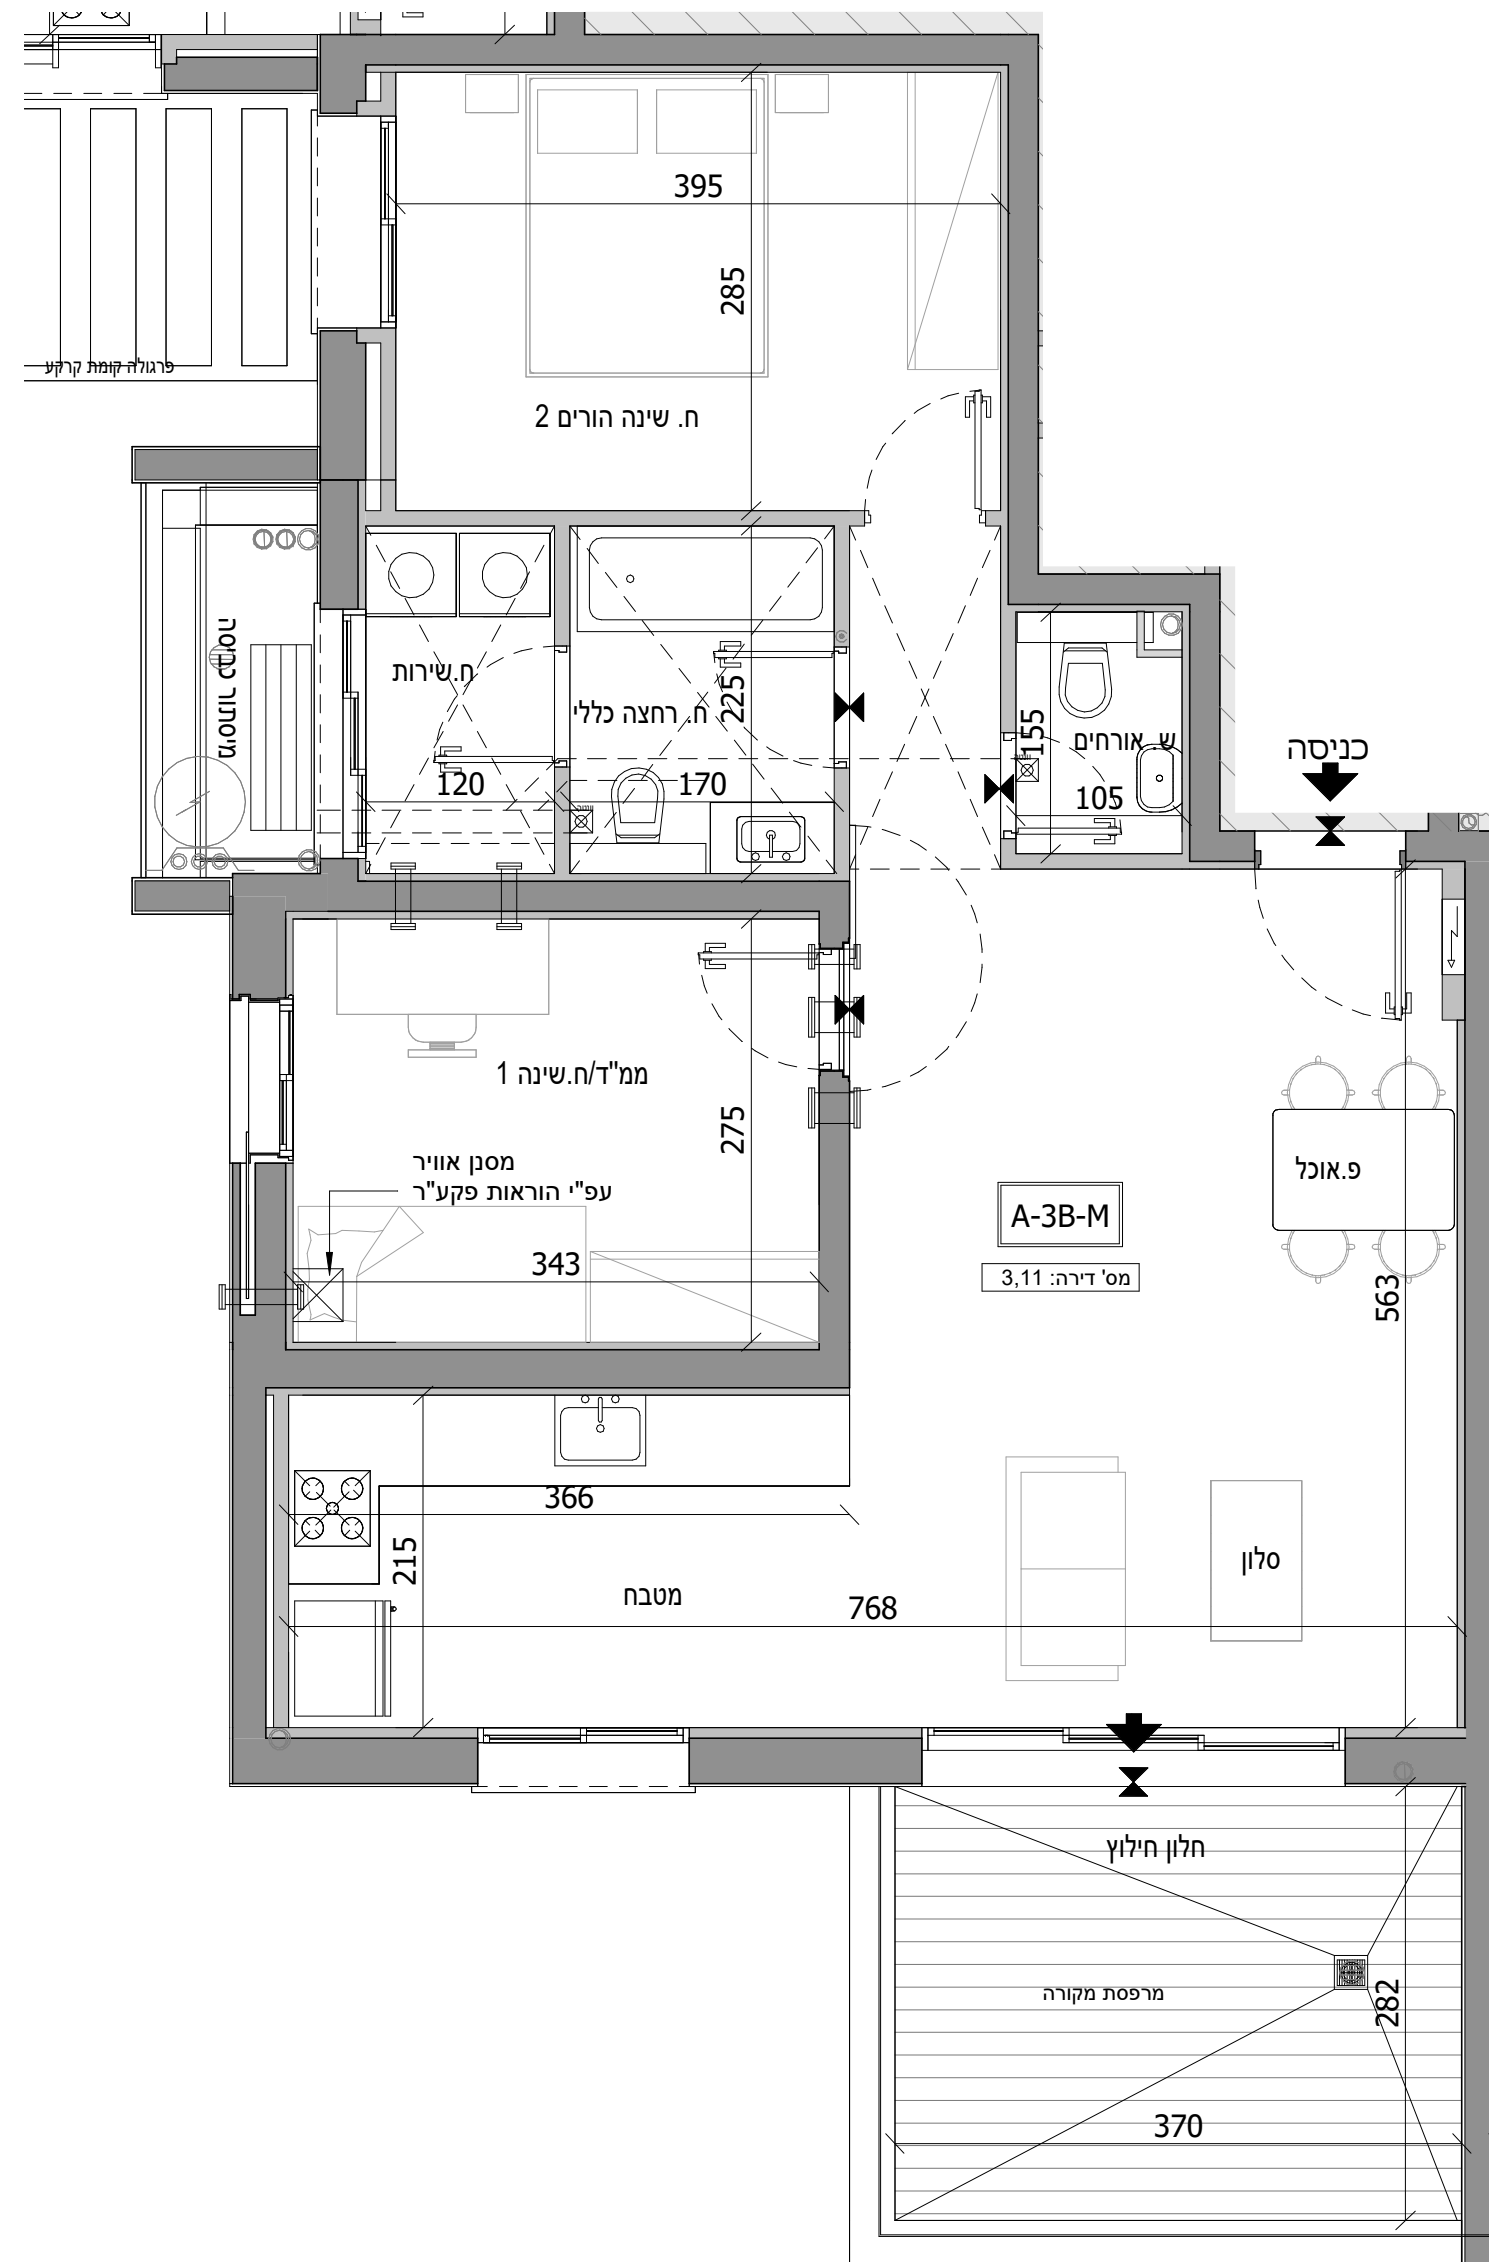 395
285
פרגולה קומת קרקע
ח. שינה הורים 2
מיסתור כביסה
ח.שירות
ח. רחצה כללי
225
155
ש. אורחים
כניסה
120
170
105
ממ"ד/ח.שינה 1
275
מסנן אוויר
עפ"י הוראות פקע"ר
343
פ.אוכל
A-3B-M
מס' דירה: 3,11
563
366
215
מטבח
סלון
768
חלון חילוץ
מרפסת מקורה
282
370